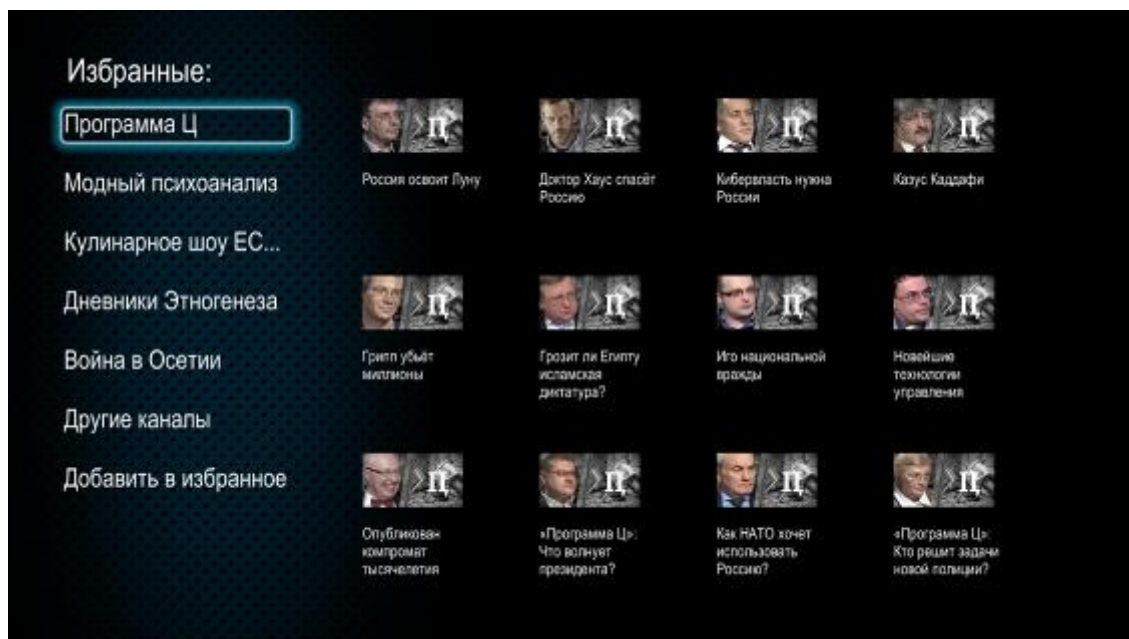 Избранные:
Программа Ц
Модный психоанализ
Кулинарное шоу ЕС...
Дневники Этногенеза
Война в Осетии
Другие каналы
Добавить в избранное
>ц
>ц
>ц
>ц
Россия освоит Луну
Доктор Хаус спасёт
Россию
Кибервласть нужна
России
Казус Каддафи
>ц
>ц
>ц
>ц
Грипп убьёт
миллионы
Грозит ли Египту
исламская
диктатура?
Иго национальной
вражды
Новейшие
технологии
управления
>ц
>ц
>ц
>ц
Опубликован
компромат
тысячелетия
«Программа Ц»:
Что волнует
президента?
Как НАТО хочет
использовать
Россию?
«Программа Ц»:
Кто решит задачи
новой полиции?